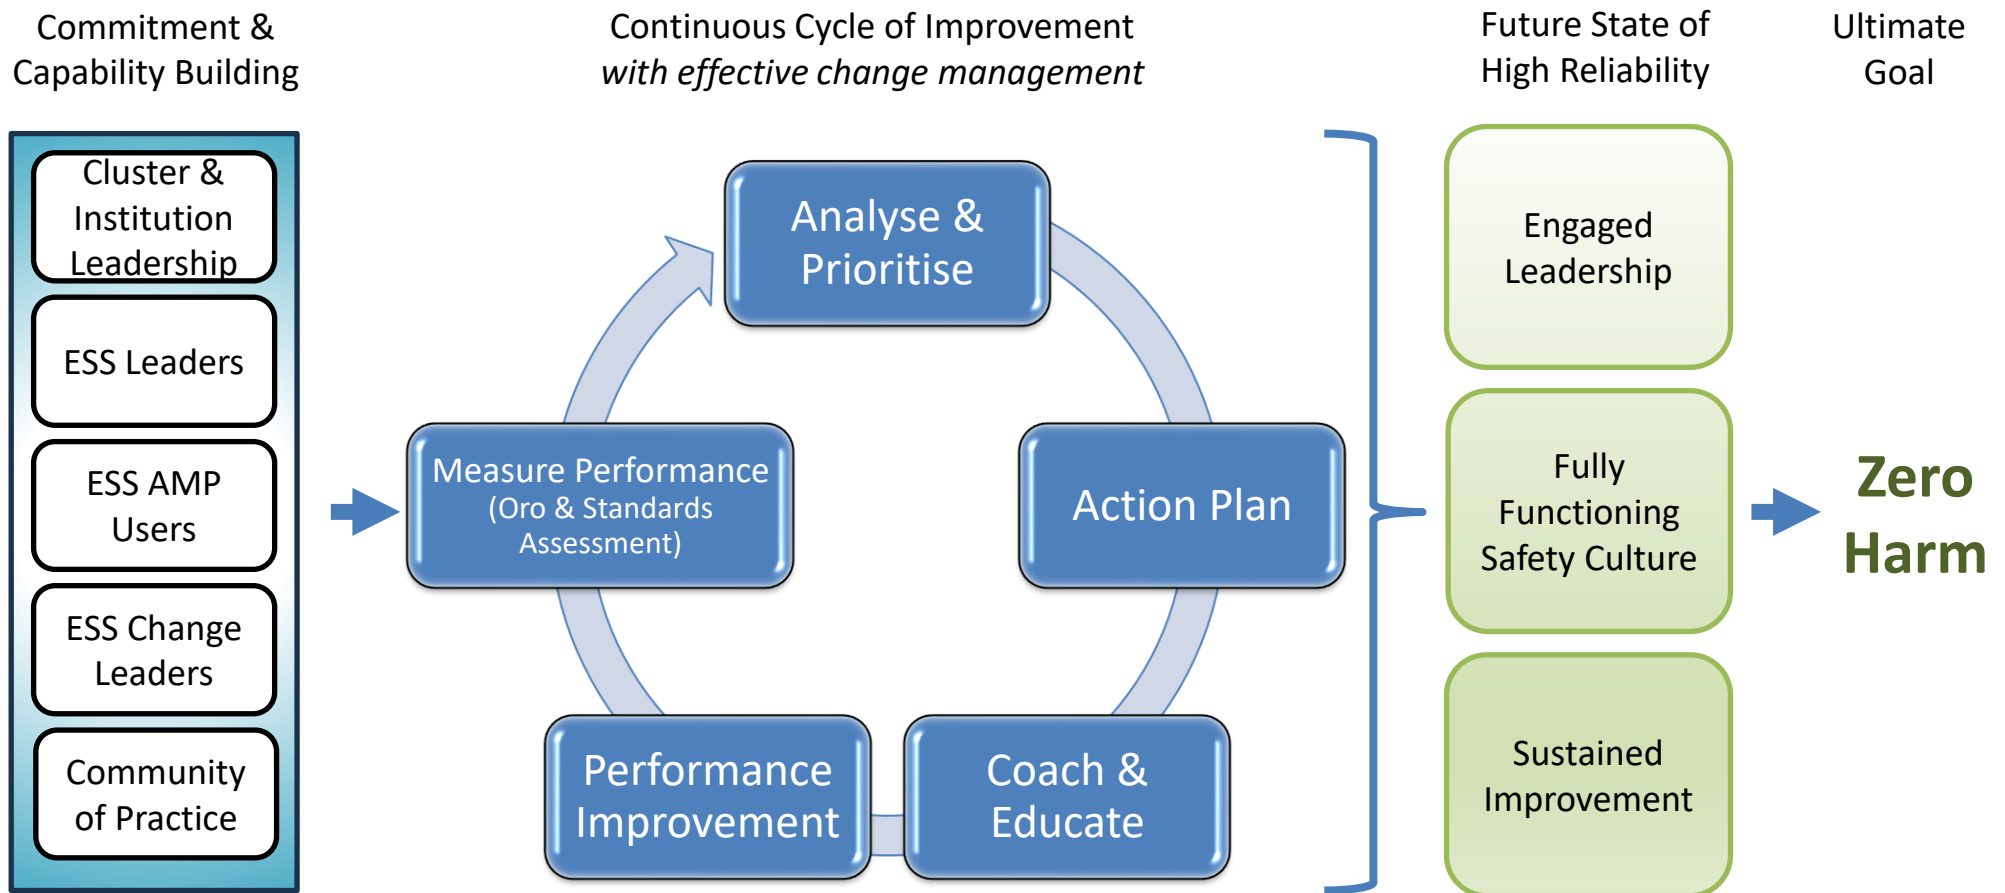 Commitment &
Capability Building
Continuous Cycle of Improvement
with effective change management
Future State of
High Reliability
Ultimate
Goal
Cluster &
Institution
Leadership
ESS Leaders
ESS AMP
Users
ESS Change
Leaders
Community
of Practice
Analyse &
Prioritise
Action Plan
Coach &
Educate
Performance
Improvement
Measure Performance
(Oro & Standards
Assessment)
Engaged
Leadership
Fully
Functioning
Safety Culture
Sustained
Improvement
Zero
Harm